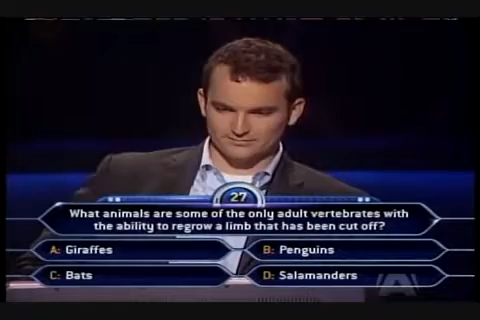 27
What animals are some of the only adult vertebrates with
the ability to regrow a limb that has been cut off?
A: Giraffes
B: Penguins
C: Bats
D: Salamanders
A